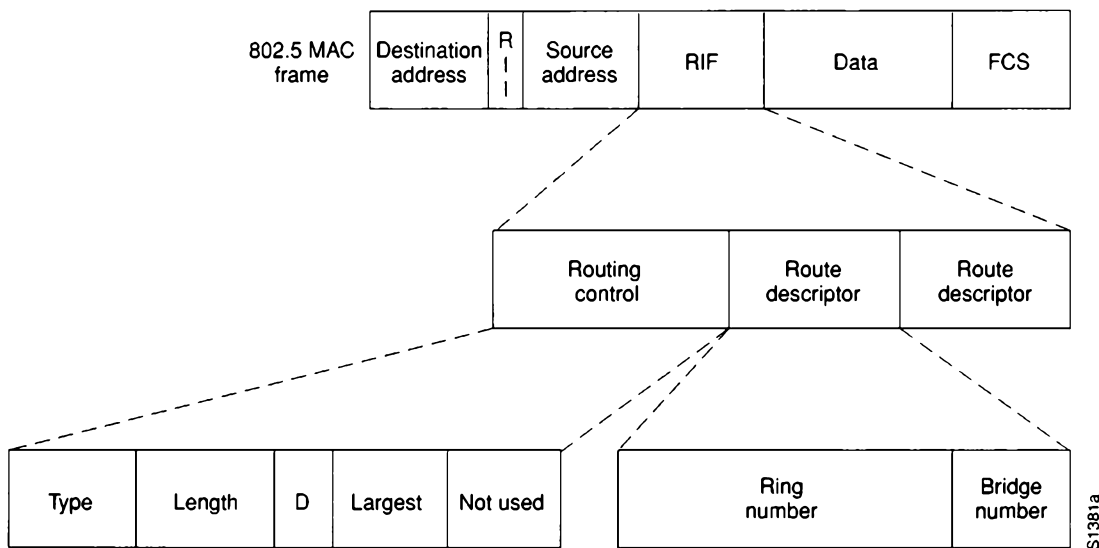 802.5 MAC
frame
Destination
address
R
I
I
Source
address
RIF
Data
FCS
Routing
control
Route
descriptor
Route
descriptor
Type
Length
D
Largest
Not used
Ring
number
Bridge
number
S1381a